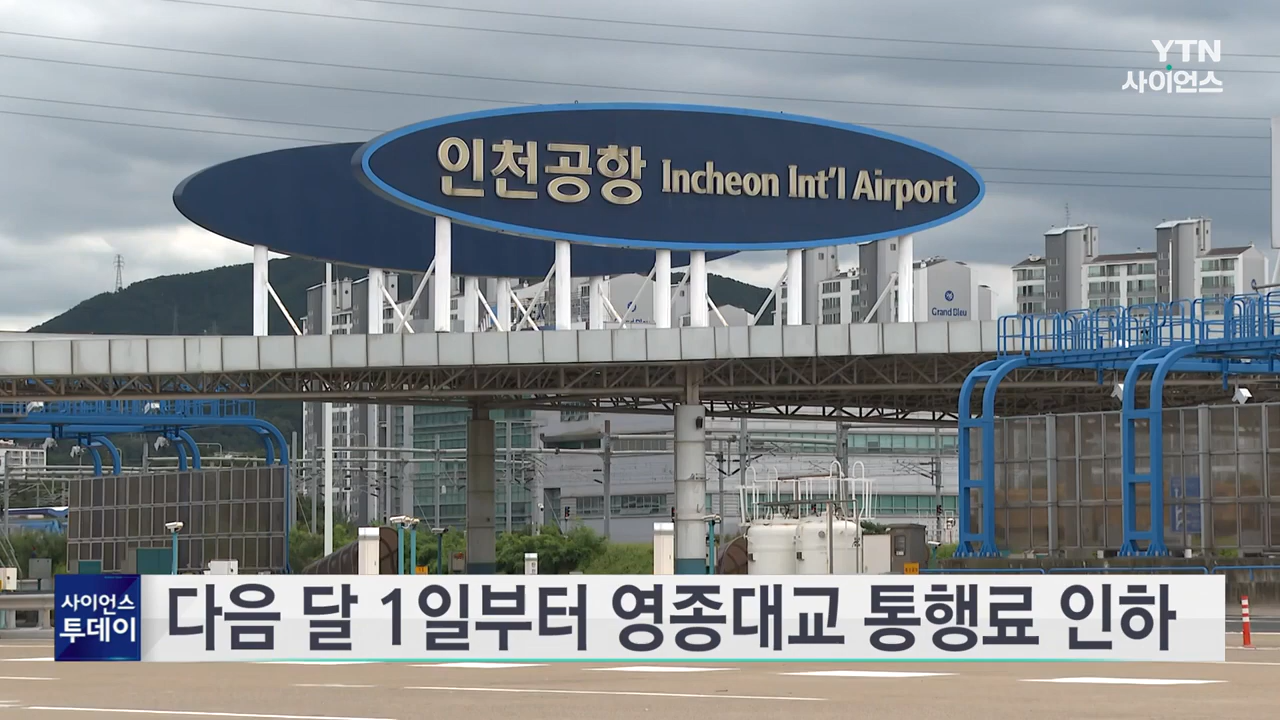 YTN
사이언스
인천공항 Incheon Int'l Airport
Grand Bleu
사이언스
투데이
다음 달 1일부터 영종대교 통행료 인하